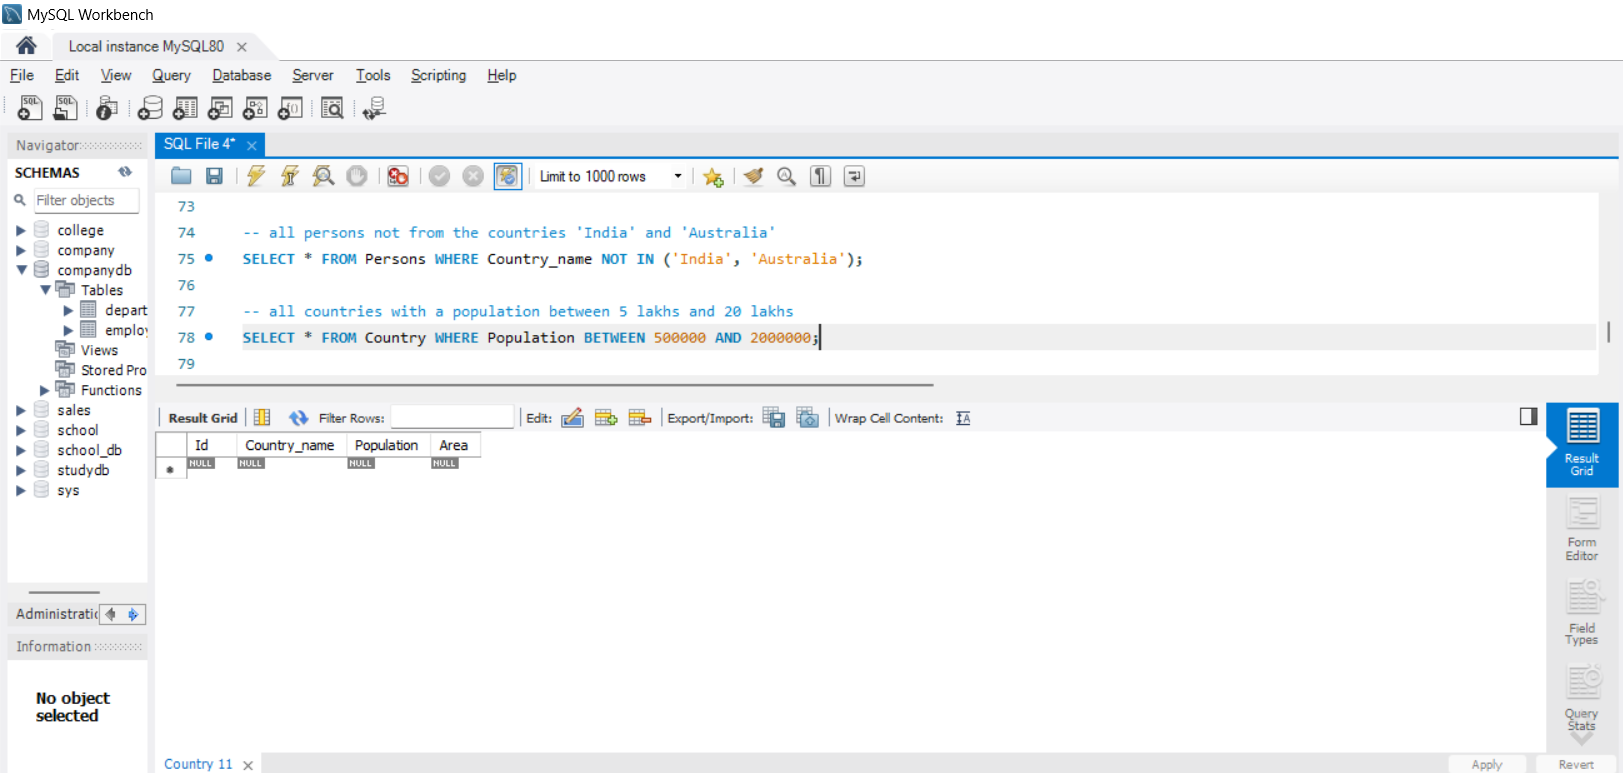 MySQL Workbench
Local instance MySQL80
File Edit View Query Database Server Tools Scripting Help
Navigator
SCHEMAS
Filter objects
college
company
companydb
Tables
depart
employ
Views
Stored Pro
Functions
sales
school
school_db
studydb
sys
Administratic
Information
No object
selected
SQL File 4*
Limit to 1000 rows
73
74 -- all persons not from the countries 'India' and 'Australia'
75 SELECT * FROM Persons WHERE Country_name NOT IN ('India', 'Australia');
76
77 -- all countries with a population between 5 lakhs and 20 lakhs
78 SELECT * FROM Country WHERE Population BETWEEN 500000 AND 2000000;
79
Result Grid Filter Rows: Edit: Export/Import: Wrap Cell Content:
Id Country_name Population Area
NULL NULL NULL NULL
Result
Grid
Form
Editor
Field
Types
Query
Stats
Country 11
Apply Revert